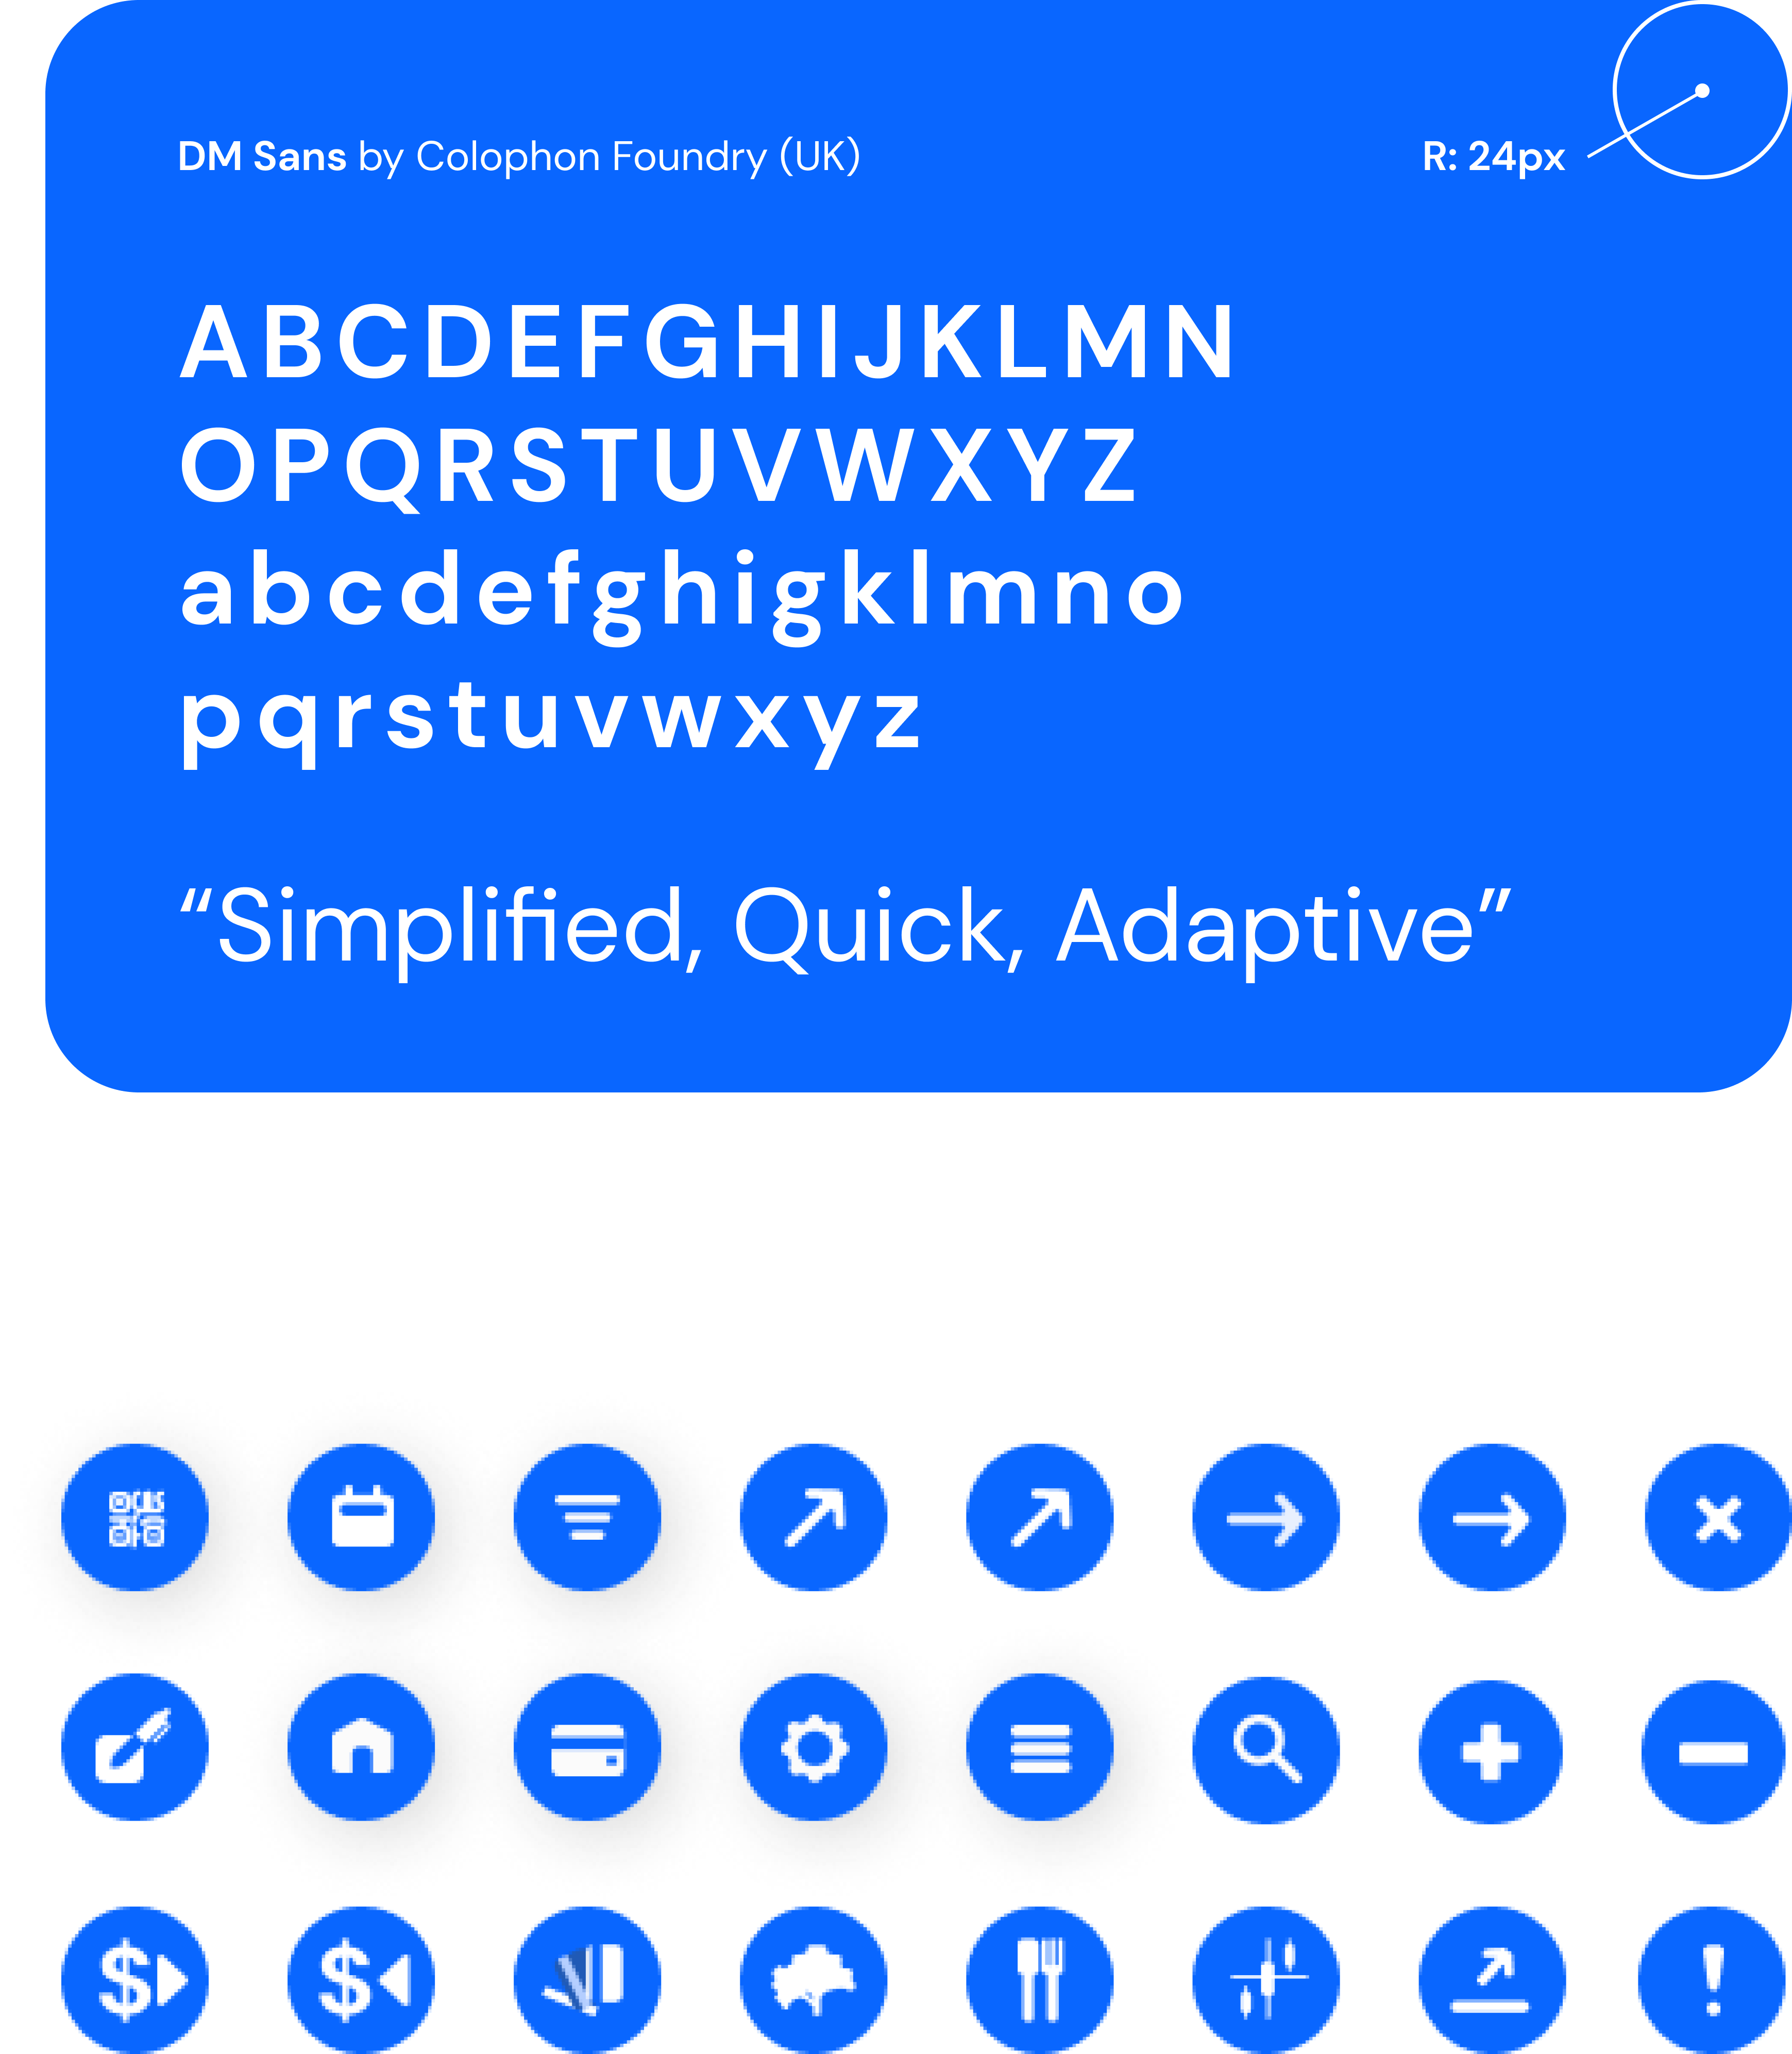 DM Sans by Colophon Foundry (UK)
R: 24px
ABCDEFGHIJKLMN
OPQRSTUVWXYZ
abcdefghigklmno
pqrstuvwxyz
“Simplified, Quick, Adaptive”